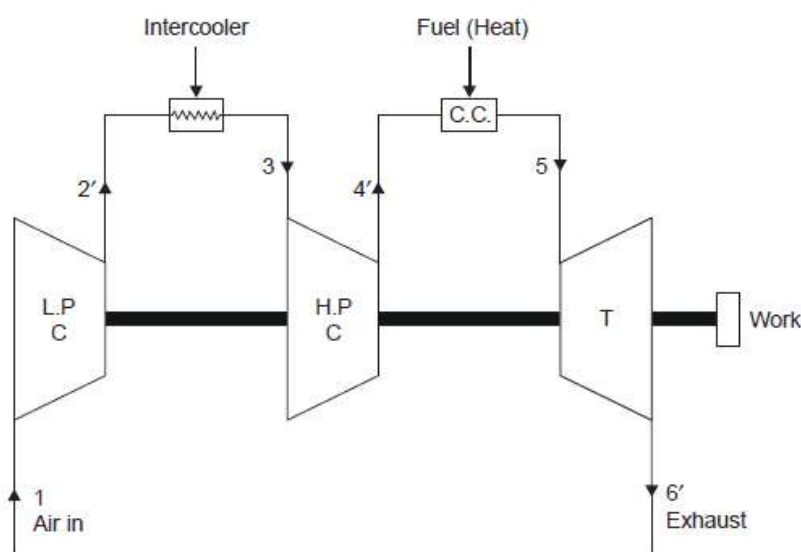 Intercooler
Fuel (Heat)
C.C.
2′
3
4′
5
L.P
C
H.P
C
T
Work
1
Air in
6′
Exhaust